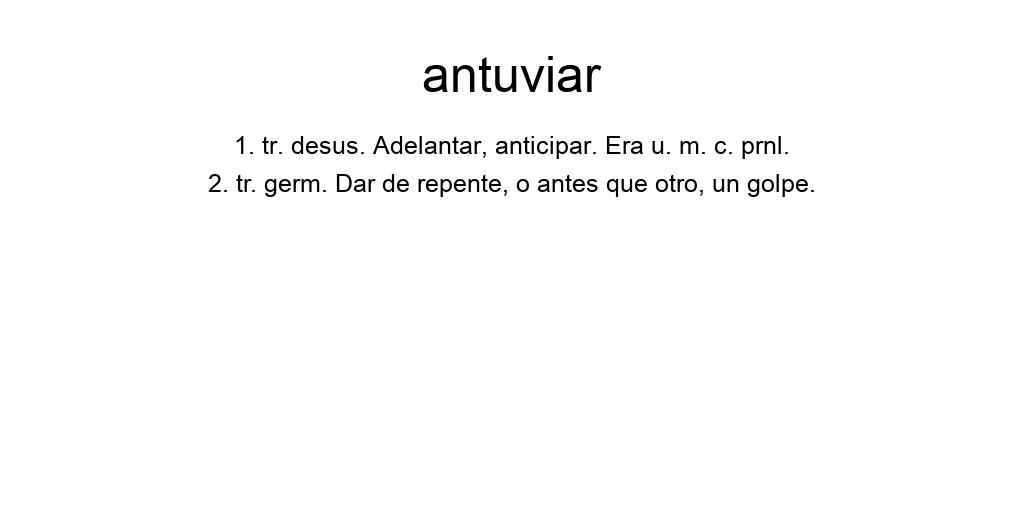 antuviar
1. tr. desus. Adelantar, anticipar. Era u. m. c. prnl.
2. tr. germ. Dar de repente, o antes que otro, un golpe.